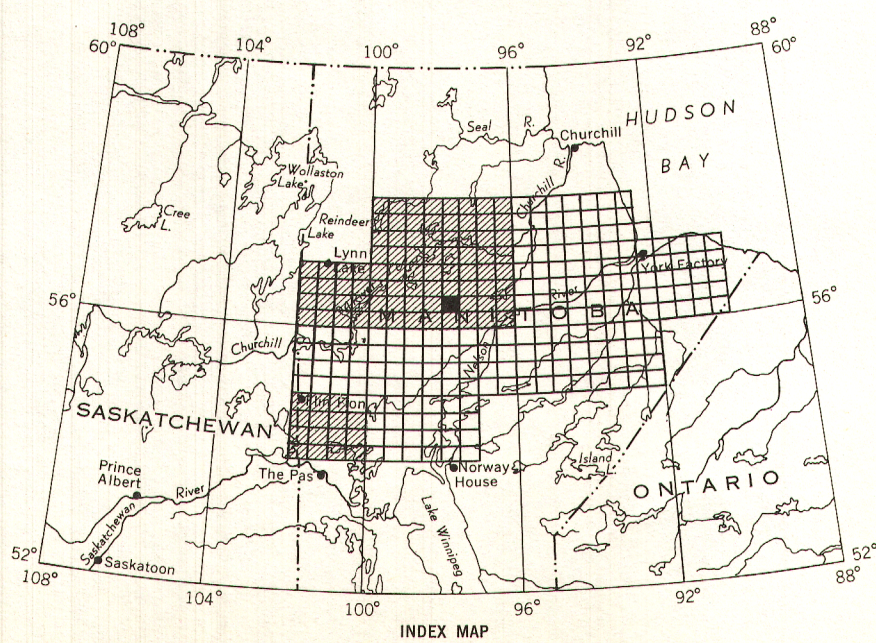 108°
60°
104°
100°
96°
92°
88°
60°
HUDSON
BAY
Seal
R.
Churchill
Churchill
R.
Wollaston
Lake
Cree
L.
Reindeer
Lake
Lynn
Lake
York Factory
River
56°
56°
MANITOBA
Churchill
Nelson
Flin Flon
SASKATCHEWAN
Prince
Albert
River
The Pas
Norway
House
Island
L.
ONTARIO
Saskatchewan
Saskatoon
Lake Winnipeg
52°
108°
104°
100°
96°
92°
52°
88°
INDEX MAP